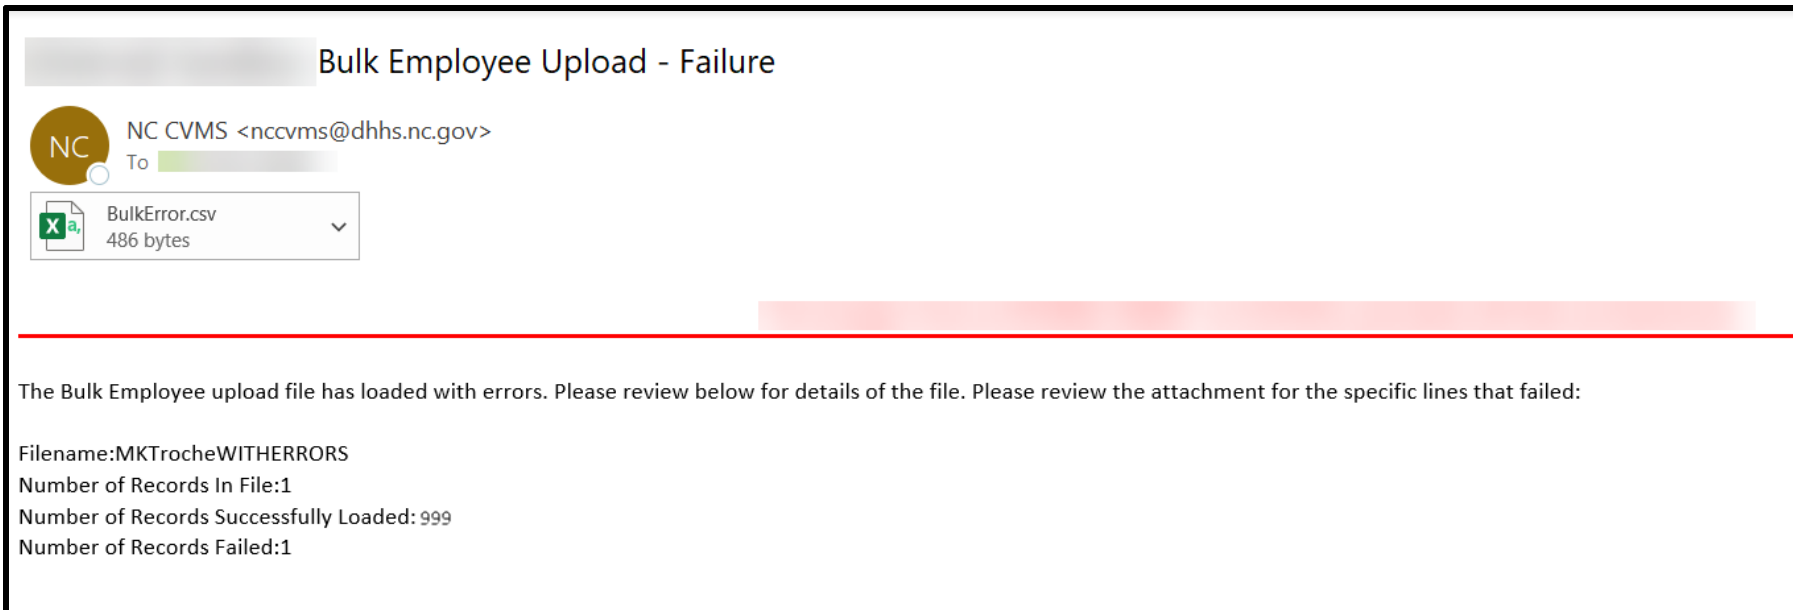 Bulk Employee Upload - Failure
NC
NC CVMS <nccvms@dhhs.nc.gov>
To
X a,
BulkError.csv
486 bytes
The Bulk Employee upload file has loaded with errors. Please review below for details of the file. Please review the attachment for the specific lines that failed:
Filename:MKTrocheWITHERRORS
Number of Records In File:1
Number of Records Successfully Loaded: 999
Number of Records Failed:1